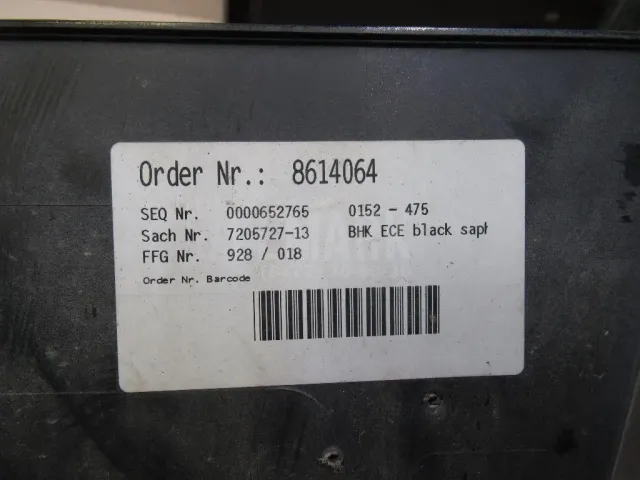 Order Nr.: 8614064
SEQ Nr. 0000652765 0152 - 475
Sach Nr. 7205727-13 BHK ECE black saph
FFG Nr. 928 / 018
Order Nr. Barcode